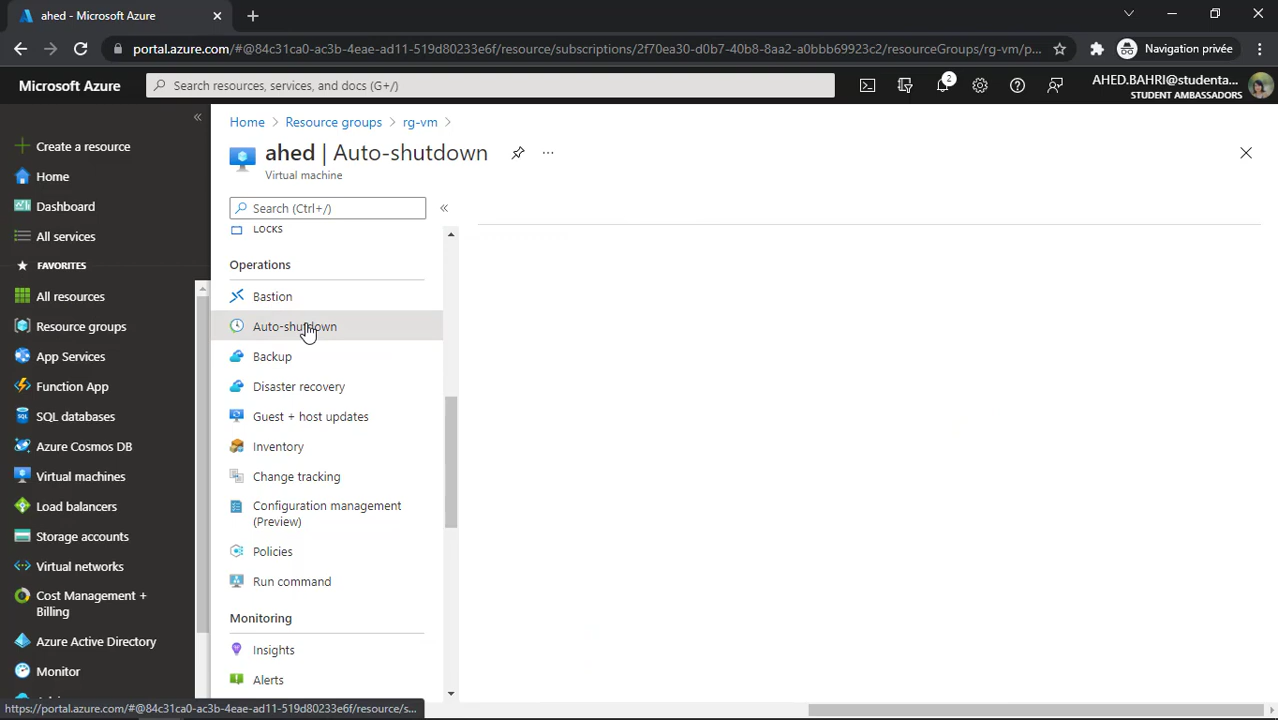 ahed - Microsoft Azure
portal.azure.com/#@84c31ca0-ac3b-4eae-ad11-519d80233e6f/resource/subscriptions/2f70ea30-d0b7-40b8-8aa2-a0bbb69923c2/resourceGroups/rg-vm/p...
Navigation privée
Microsoft Azure
Search resources, services, and docs (G+/)
2
AHED.BAHRI@studenta...
STUDENT AMBASSADORS
Create a resource
Home
Dashboard
All services
FAVORITES
All resources
Resource groups
App Services
Function App
SQL databases
Azure Cosmos DB
Virtual machines
Load balancers
Storage accounts
Virtual networks
Cost Management +
Billing
Azure Active Directory
Monitor
Home > Resource groups > rg-vm >
ahed | Auto-shutdown
Virtual machine
Search (Ctrl+/)
Locks
Operations
Bastion
Auto-shutdown
Backup
Disaster recovery
Guest + host updates
Inventory
Change tracking
Configuration management
(Preview)
Policies
Run command
Monitoring
Insights
Alerts
https://portal.azure.com/#@84c31ca0-ac3b-4eae-ad11-519d80233e6f/resource/s...